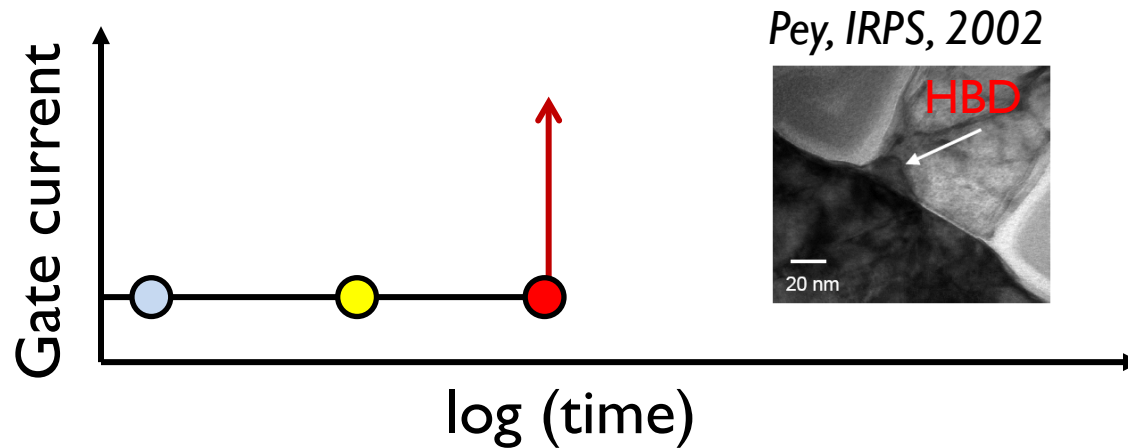 Pey, IRPS, 2002
HBD
20 nm
Gate current
log (time)